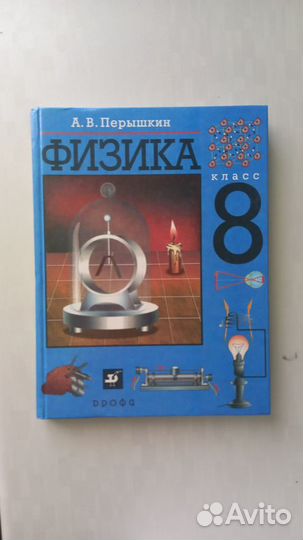 А. В. Перышкин
ФИЗИКА
класс
8
дрофа
Avito